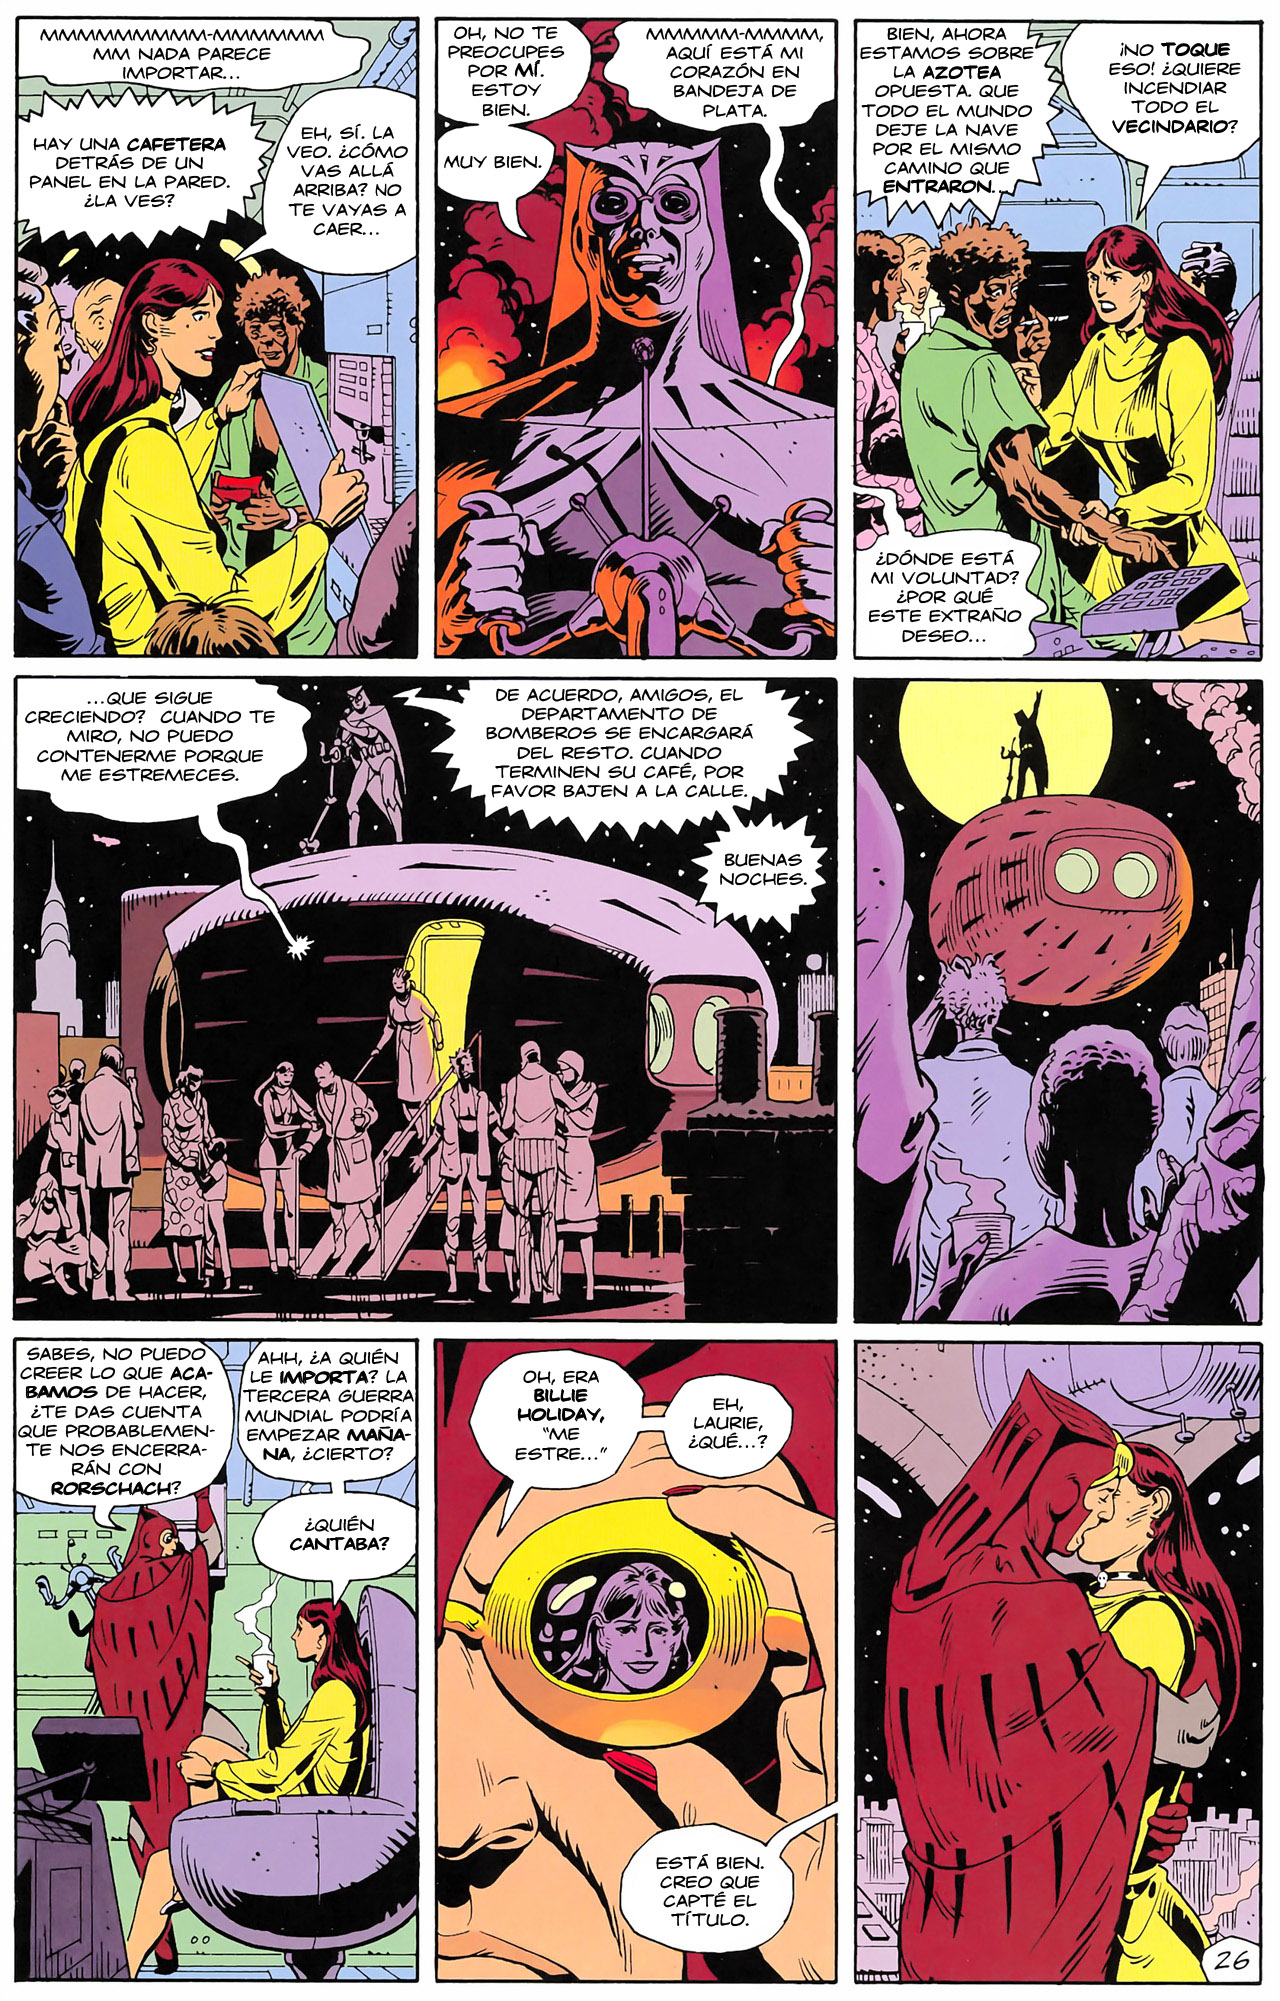 MMMMMMMMMM-MMMMMMM
MM NADA PARECE
IMPORTAR...
HAY UNA CAFETERA
DETRÁS DE UN
PANEL EN LA PARED.
¿LA VES?
EH, SÍ. LA
VEO. ¿CÓMO
VAS ALLÁ
ARRIBA? NO
TE VAYAS A
CAER...
OH, NO TE
PREOCUPES
POR MÍ.
ESTOY
BIEN.
MUY BIEN.
MMMMM-MMMM,
AQUÍ ESTÁ MI
CORAZÓN EN
BANDEJA DE
PLATA.
BIEN, AHORA
ESTAMOS SOBRE
LA AZOTEA
OPUESTA. QUE
TODO EL MUNDO
DEJE LA NAVE
POR EL MISMO
CAMINO QUE
ENTRARON...
¡NO TOQUE
ESO! ¿QUIERE
INCENDIAR
TODO EL
VECINDARIO?
¿DÓNDE ESTÁ
MI VOLUNTAD?
¿POR QUÉ
ESTE EXTRAÑO
DESEO...
...QUE SIGUE
CRECIENDO? CUANDO TE
MIRO, NO PUEDO
CONTENERME PORQUE
ME ESTREMECES.
DE ACUERDO, AMIGOS, EL
DEPARTAMENTO DE
BOMBEROS SE ENCARGARÁ
DEL RESTO. CUANDO
TERMINEN SU CAFÉ, POR
FAVOR BAJEN A LA CALLE.
BUENAS
NOCHES.
SABES, NO PUEDO
CREER LO QUE ACA-
BAMOS DE HACER,
¿TE DAS CUENTA
QUE PROBABLEMEN-
TE NOS ENCERRA-
RÁN CON
RORSCHACH?
AHH, ¿A QUIÉN
LE IMPORTA? LA
TERCERA GUERRA
MUNDIAL PODRÍA
EMPEZAR MAÑA-
NA, ¿CIERTO?
¿QUIÉN
CANTABA?
OH, ERA
BILLIE
HOLIDAY,
"ME
ESTRE..."
EH,
LAURIE,
¿QUÉ...?
ESTÁ BIEN.
CREO QUE
CAPTÉ EL
TÍTULO.
26